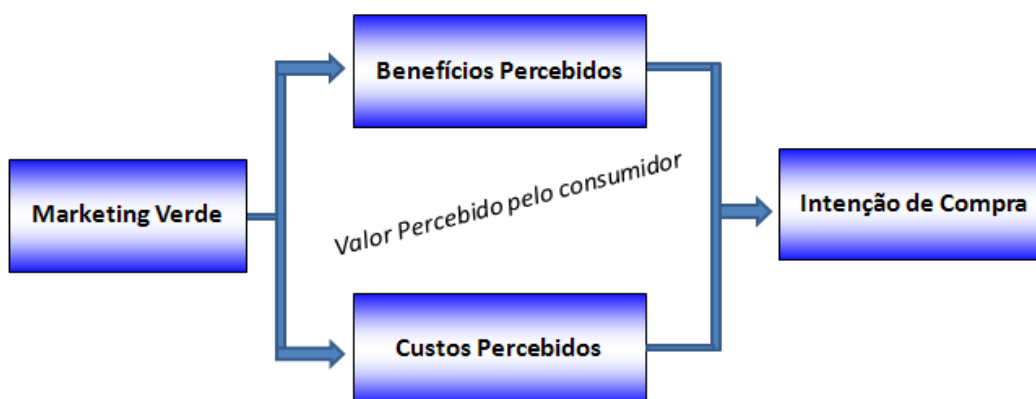 Benefícios Percebidos
Marketing Verde
Valor Percebido pelo consumidor
Intenção de Compra
Custos Percebidos